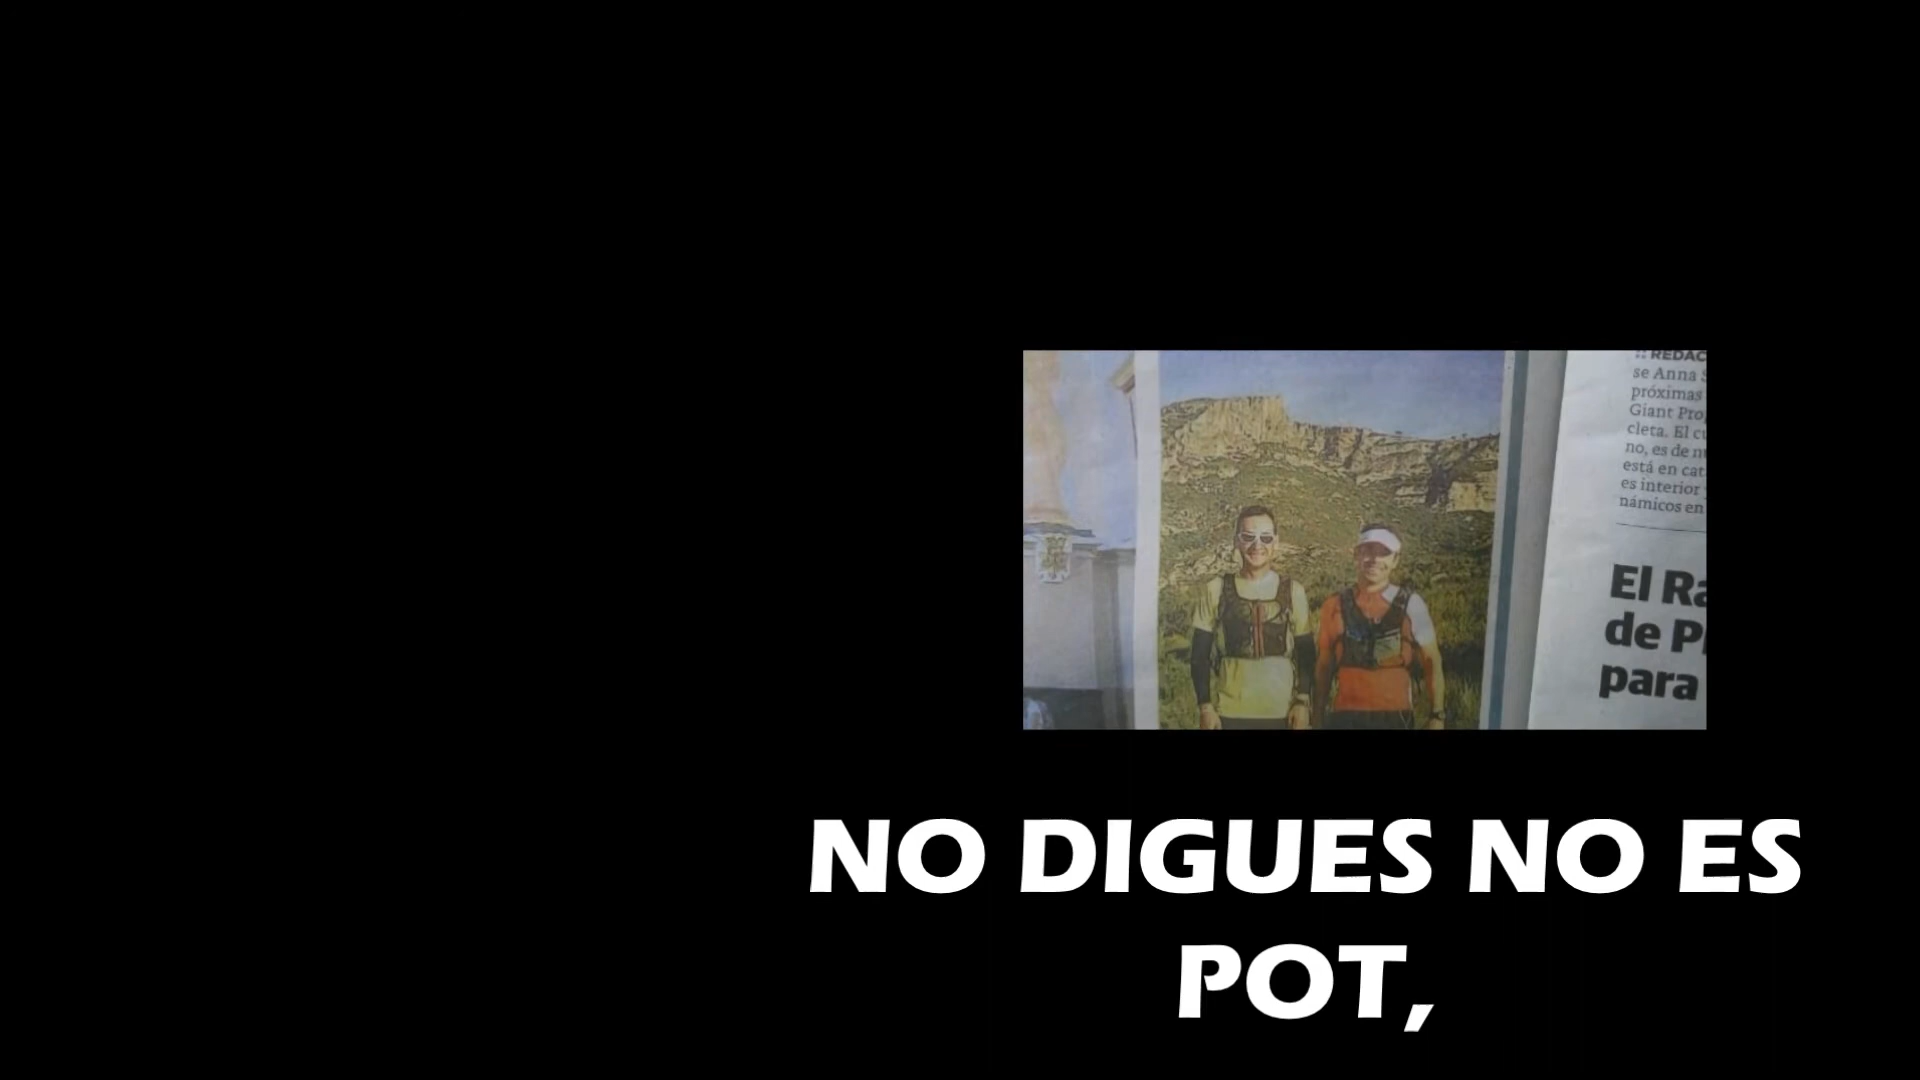 :: REDAC
se Anna
próximas
Giant Pro
cleta. El
no, es de
está en
es interior
námicos en
El Ra
de P
para
NO DIGUES NO ES
POT,